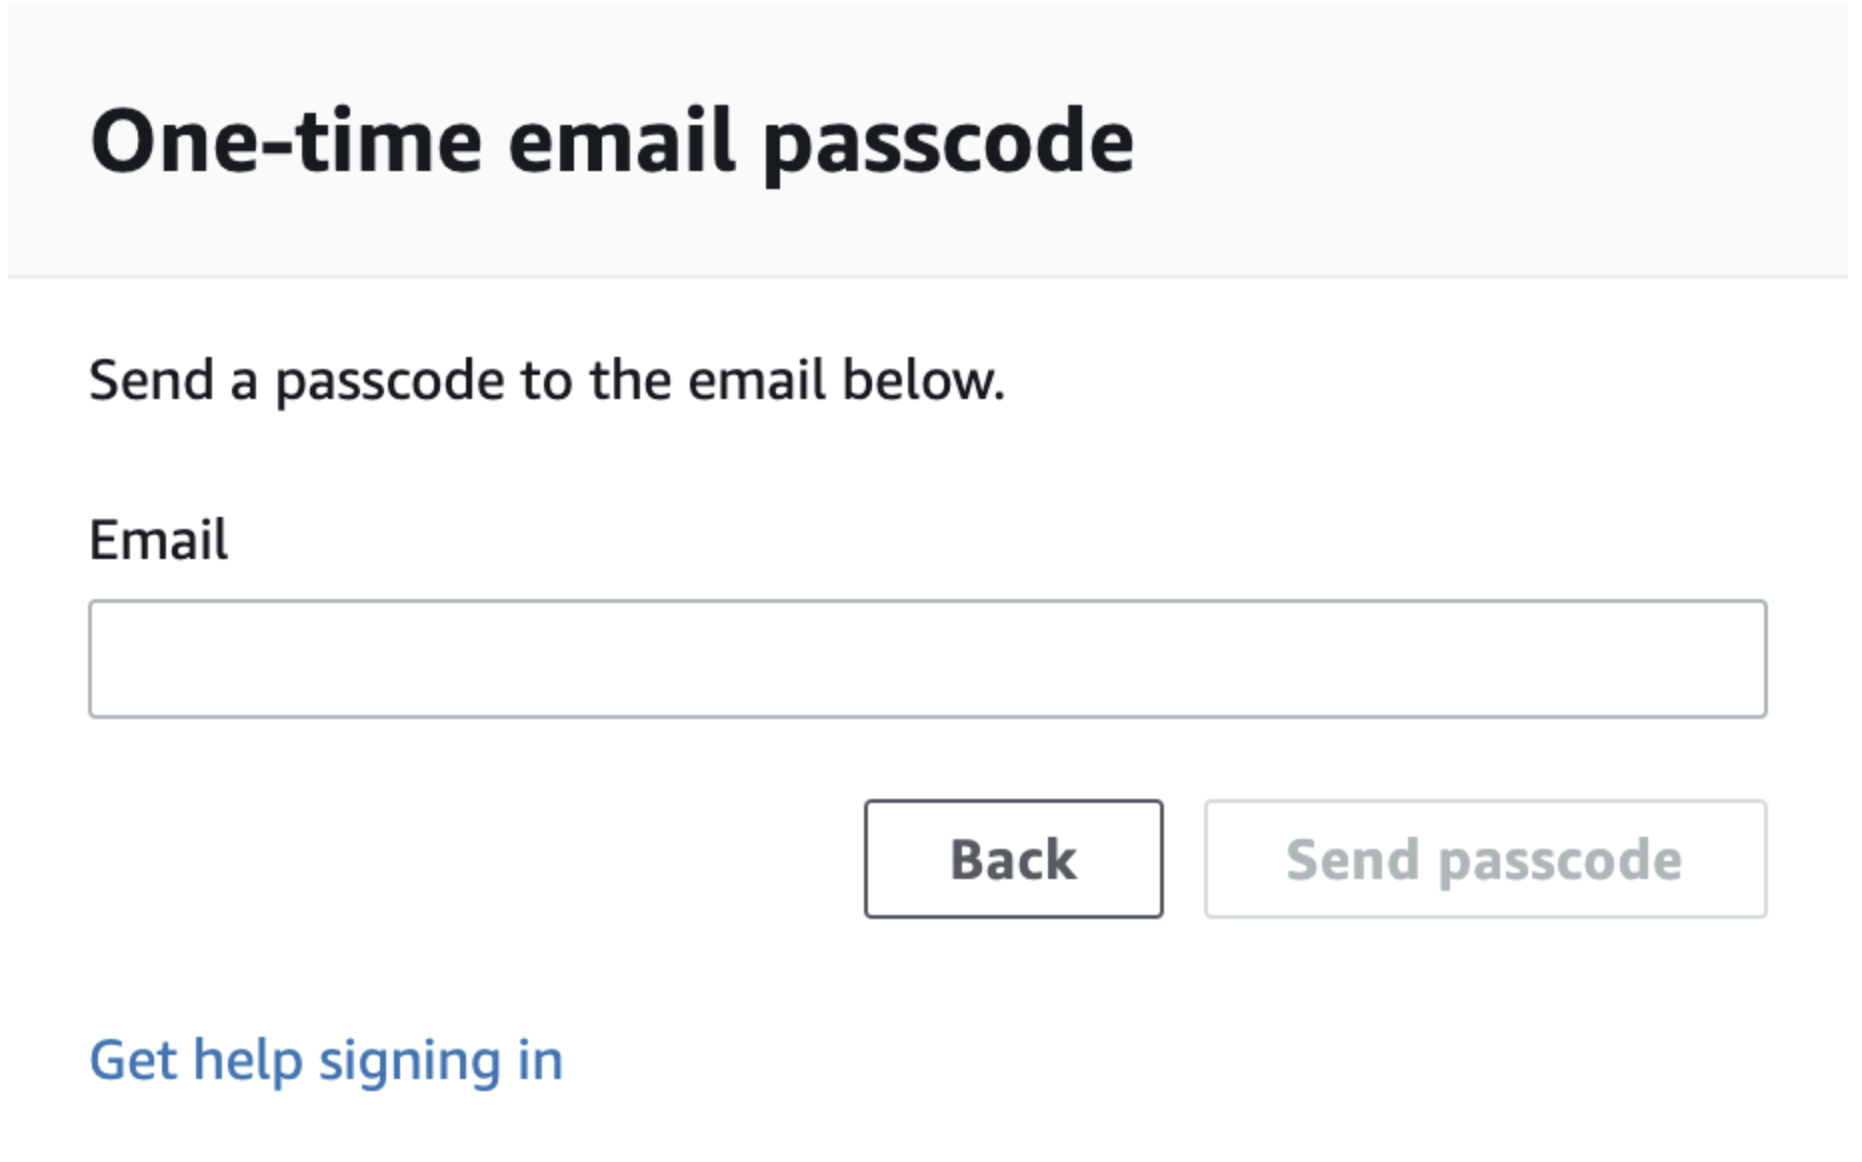 One-time email passcode
Send a passcode to the email below.
Email
Back
Send passcode
Get help signing in